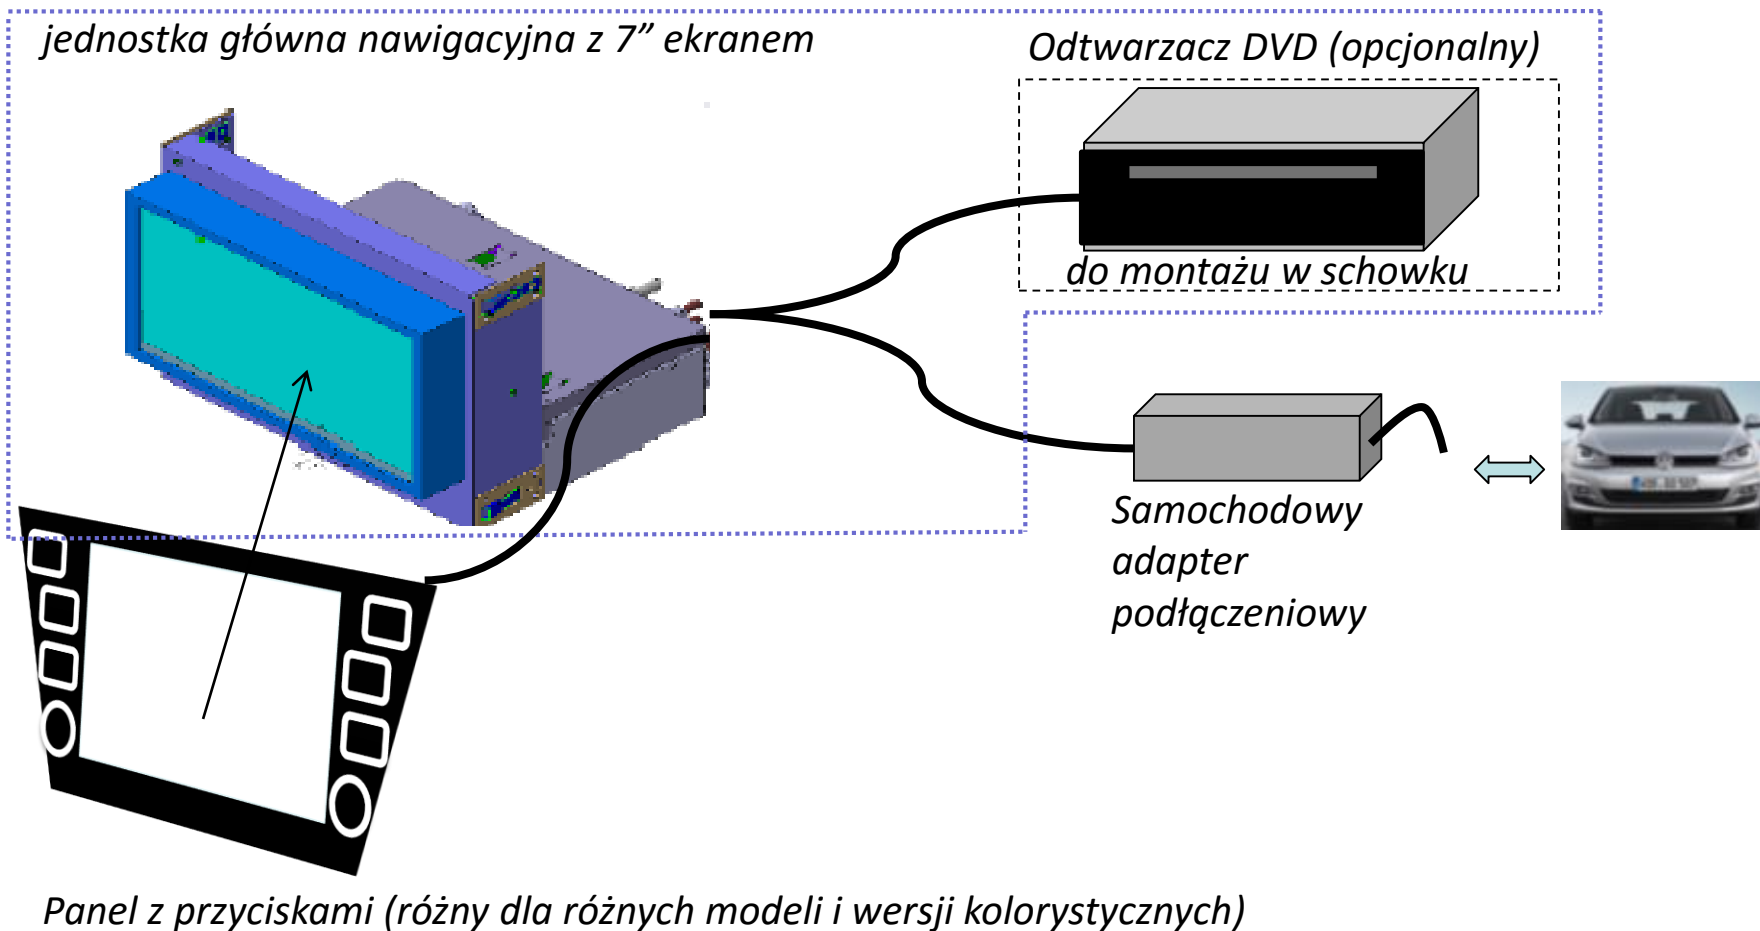 jednostka główna nawigacyjna z 7” ekranem
Odtwarzacz DVD (opcjonalny)
do montażu w schowku
Samochodowy
adapter
podłączeniowy
Panel z przyciskami (różny dla różnych modeli i wersji kolorystycznych)